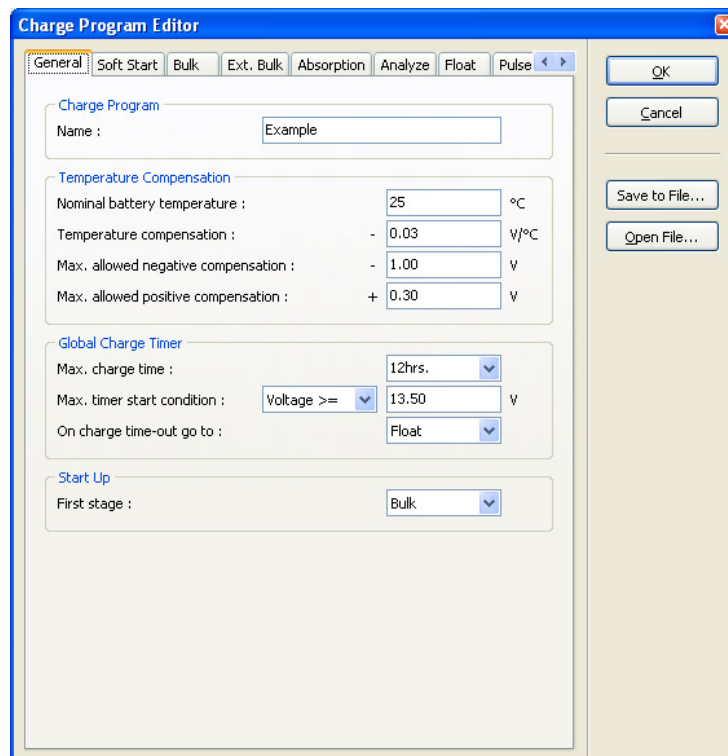 Charge Program Editor
General Soft Start Bulk Ext. Bulk Absorption Analyze Float Pulse
OK
Cancel
Save to File...
Open File...
Charge Program
Name : Example
Temperature Compensation
Nominal battery temperature : 25 °C
Temperature compensation : - 0.03 V/°C
Max. allowed negative compensation : - 1.00 V
Max. allowed positive compensation : + 0.30 V
Global Charge Timer
Max. charge time : 12hrs.
Max. timer start condition : Voltage >= 13.50 V
On charge time-out go to : Float
Start Up
First stage : Bulk